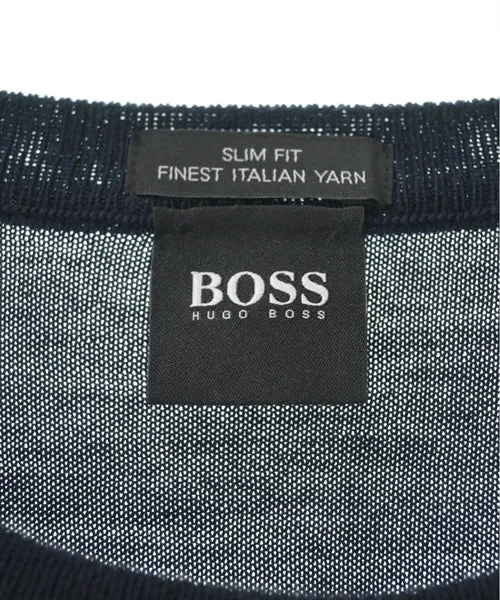 SLIM FIT
FINEST ITALIAN YARN
BOSS
HUGO BOSS